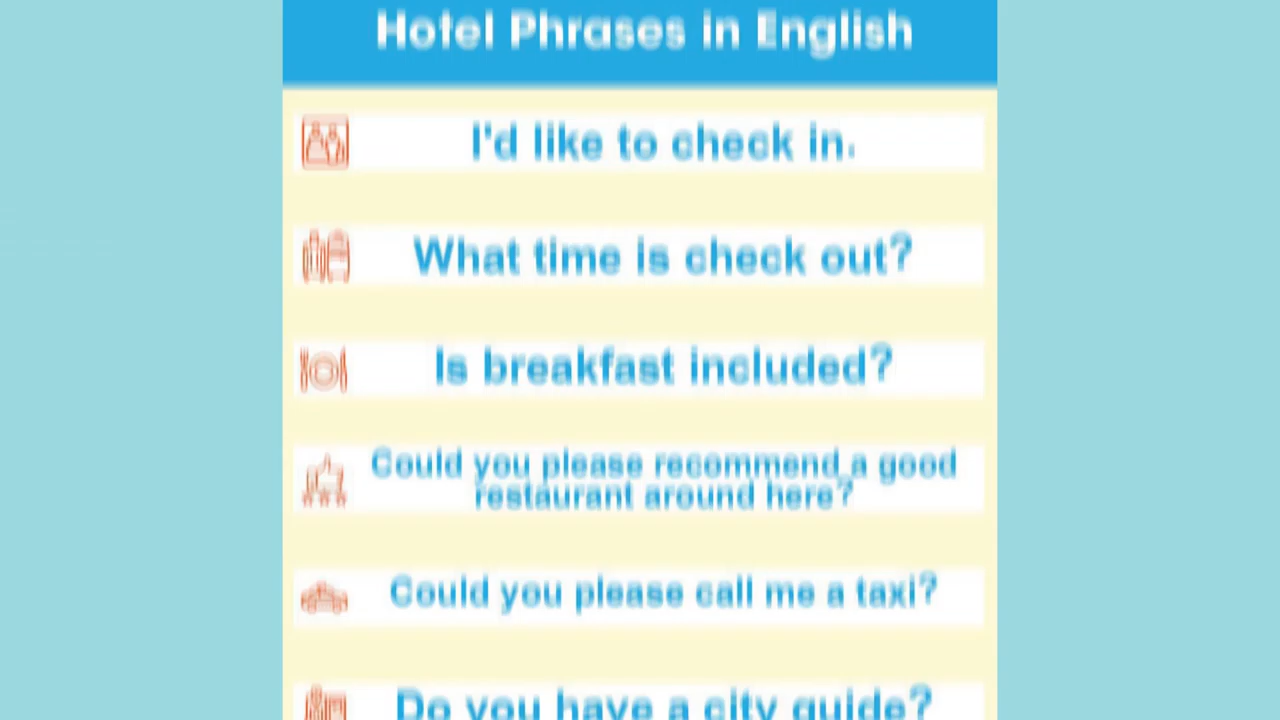 Hotel Phrases in English
I'd like to check in.
What time is check out?
Is breakfast included?
Could you please recommend a good
restaurant around here?
Could you please call me a taxi?
Do you have a city guide?